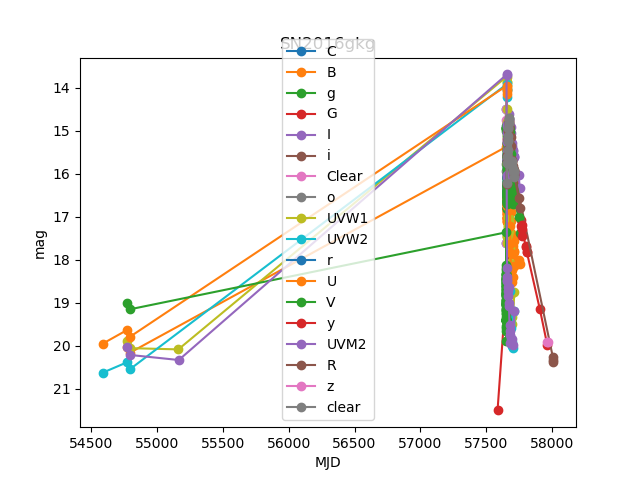 SN2016gkg
C
B
g
G
I
i
Clear
o
UVW1
UVW2
r
U
V
y
UVM2
R
z
clear
mag
14
15
16
17
18
19
20
21
54500 55000 55500 56000 56500 57000 57500 58000
MJD